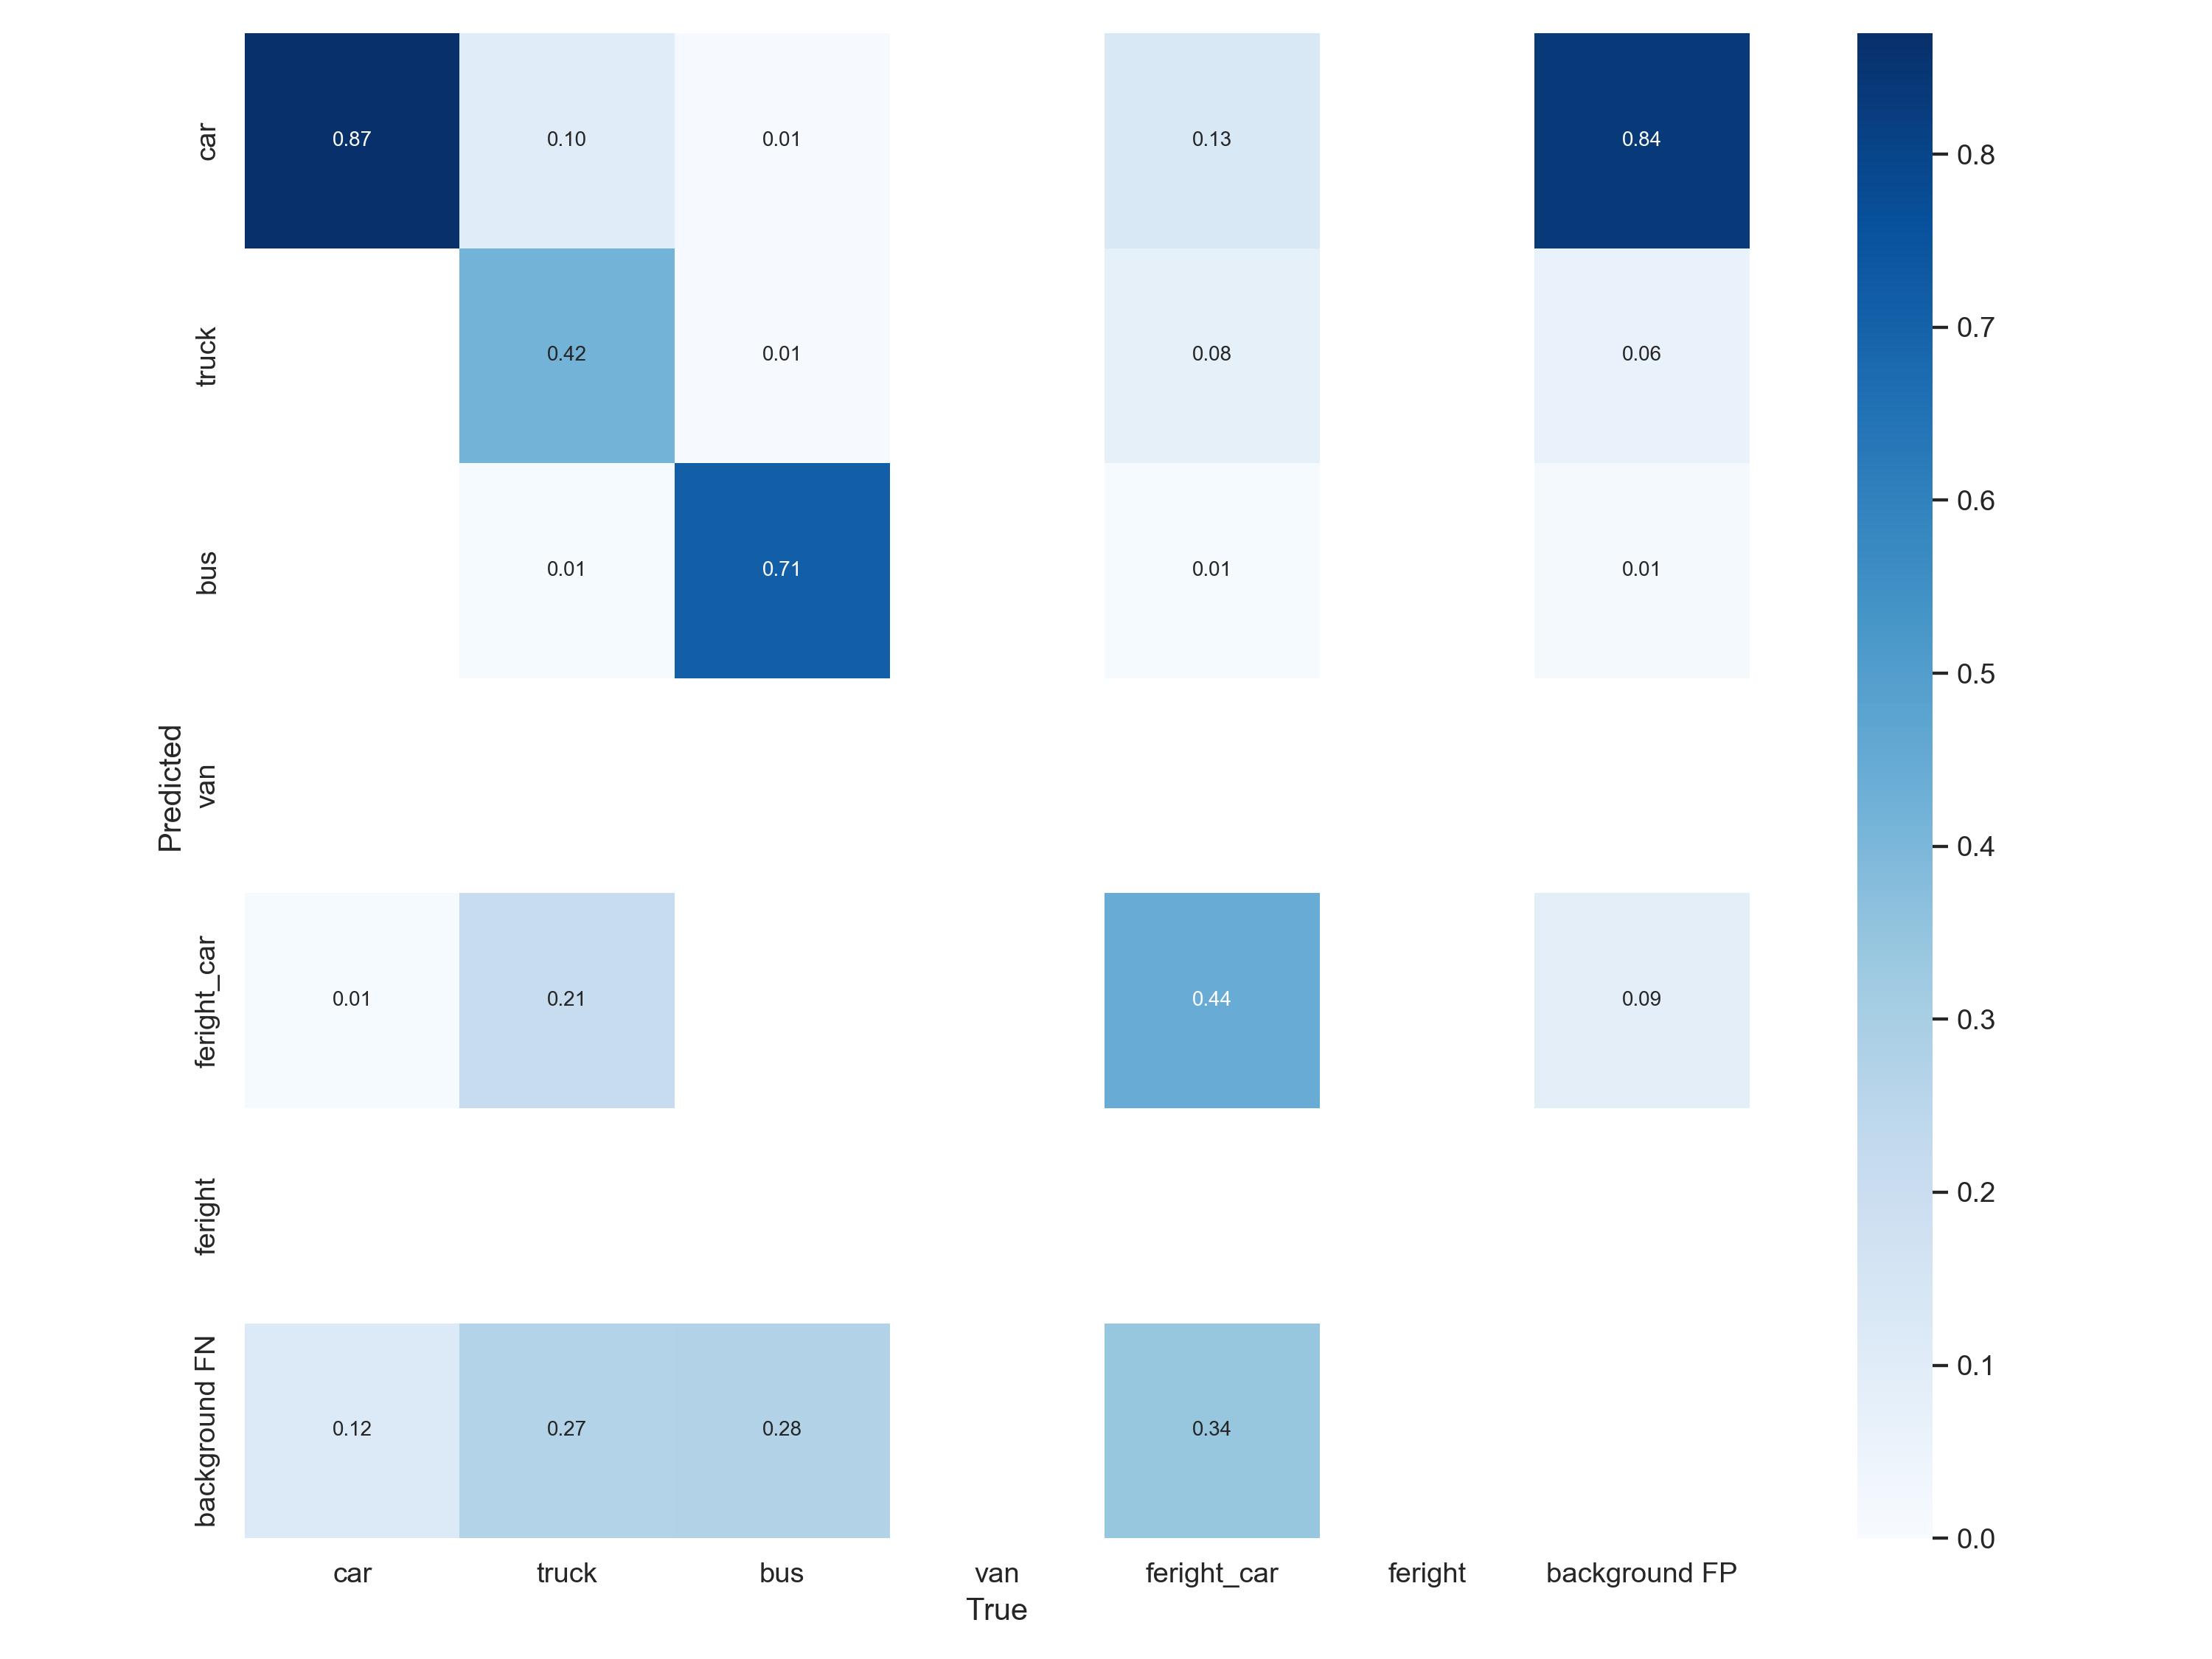 car 0.87 0.10 0.01 0.13 0.84
truck 0.42 0.01 0.08 0.06
bus 0.01 0.71 0.01 0.01
van
feright_car 0.01 0.21 0.44 0.09
feright
background FN 0.12 0.27 0.28 0.34
Predicted
car truck bus van feright_car feright background FP
True
0.8
0.7
0.6
0.5
0.4
0.3
0.2
0.1
0.0